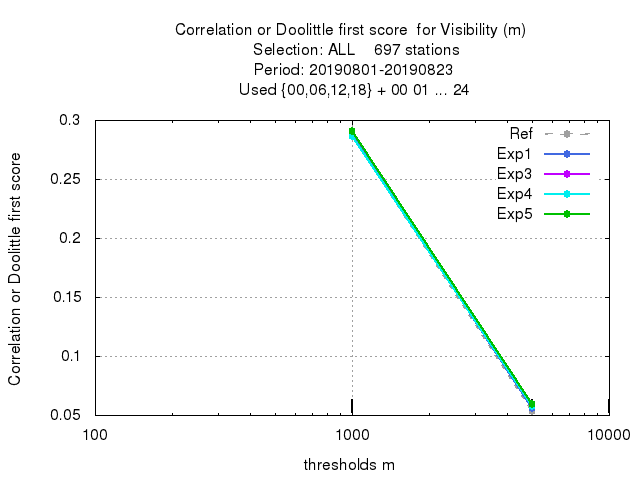 Correlation or Doolittle first score  for Visibility (m)
Selection: ALL    697 stations
Period: 20190801-20190823
Used {00,06,12,18} + 00 01 ... 24
Correlation or Doolittle first score
0.3
0.25
0.2
0.15
0.1
0.05
100
1000
10000
thresholds m
Ref
Exp1
Exp3
Exp4
Exp5